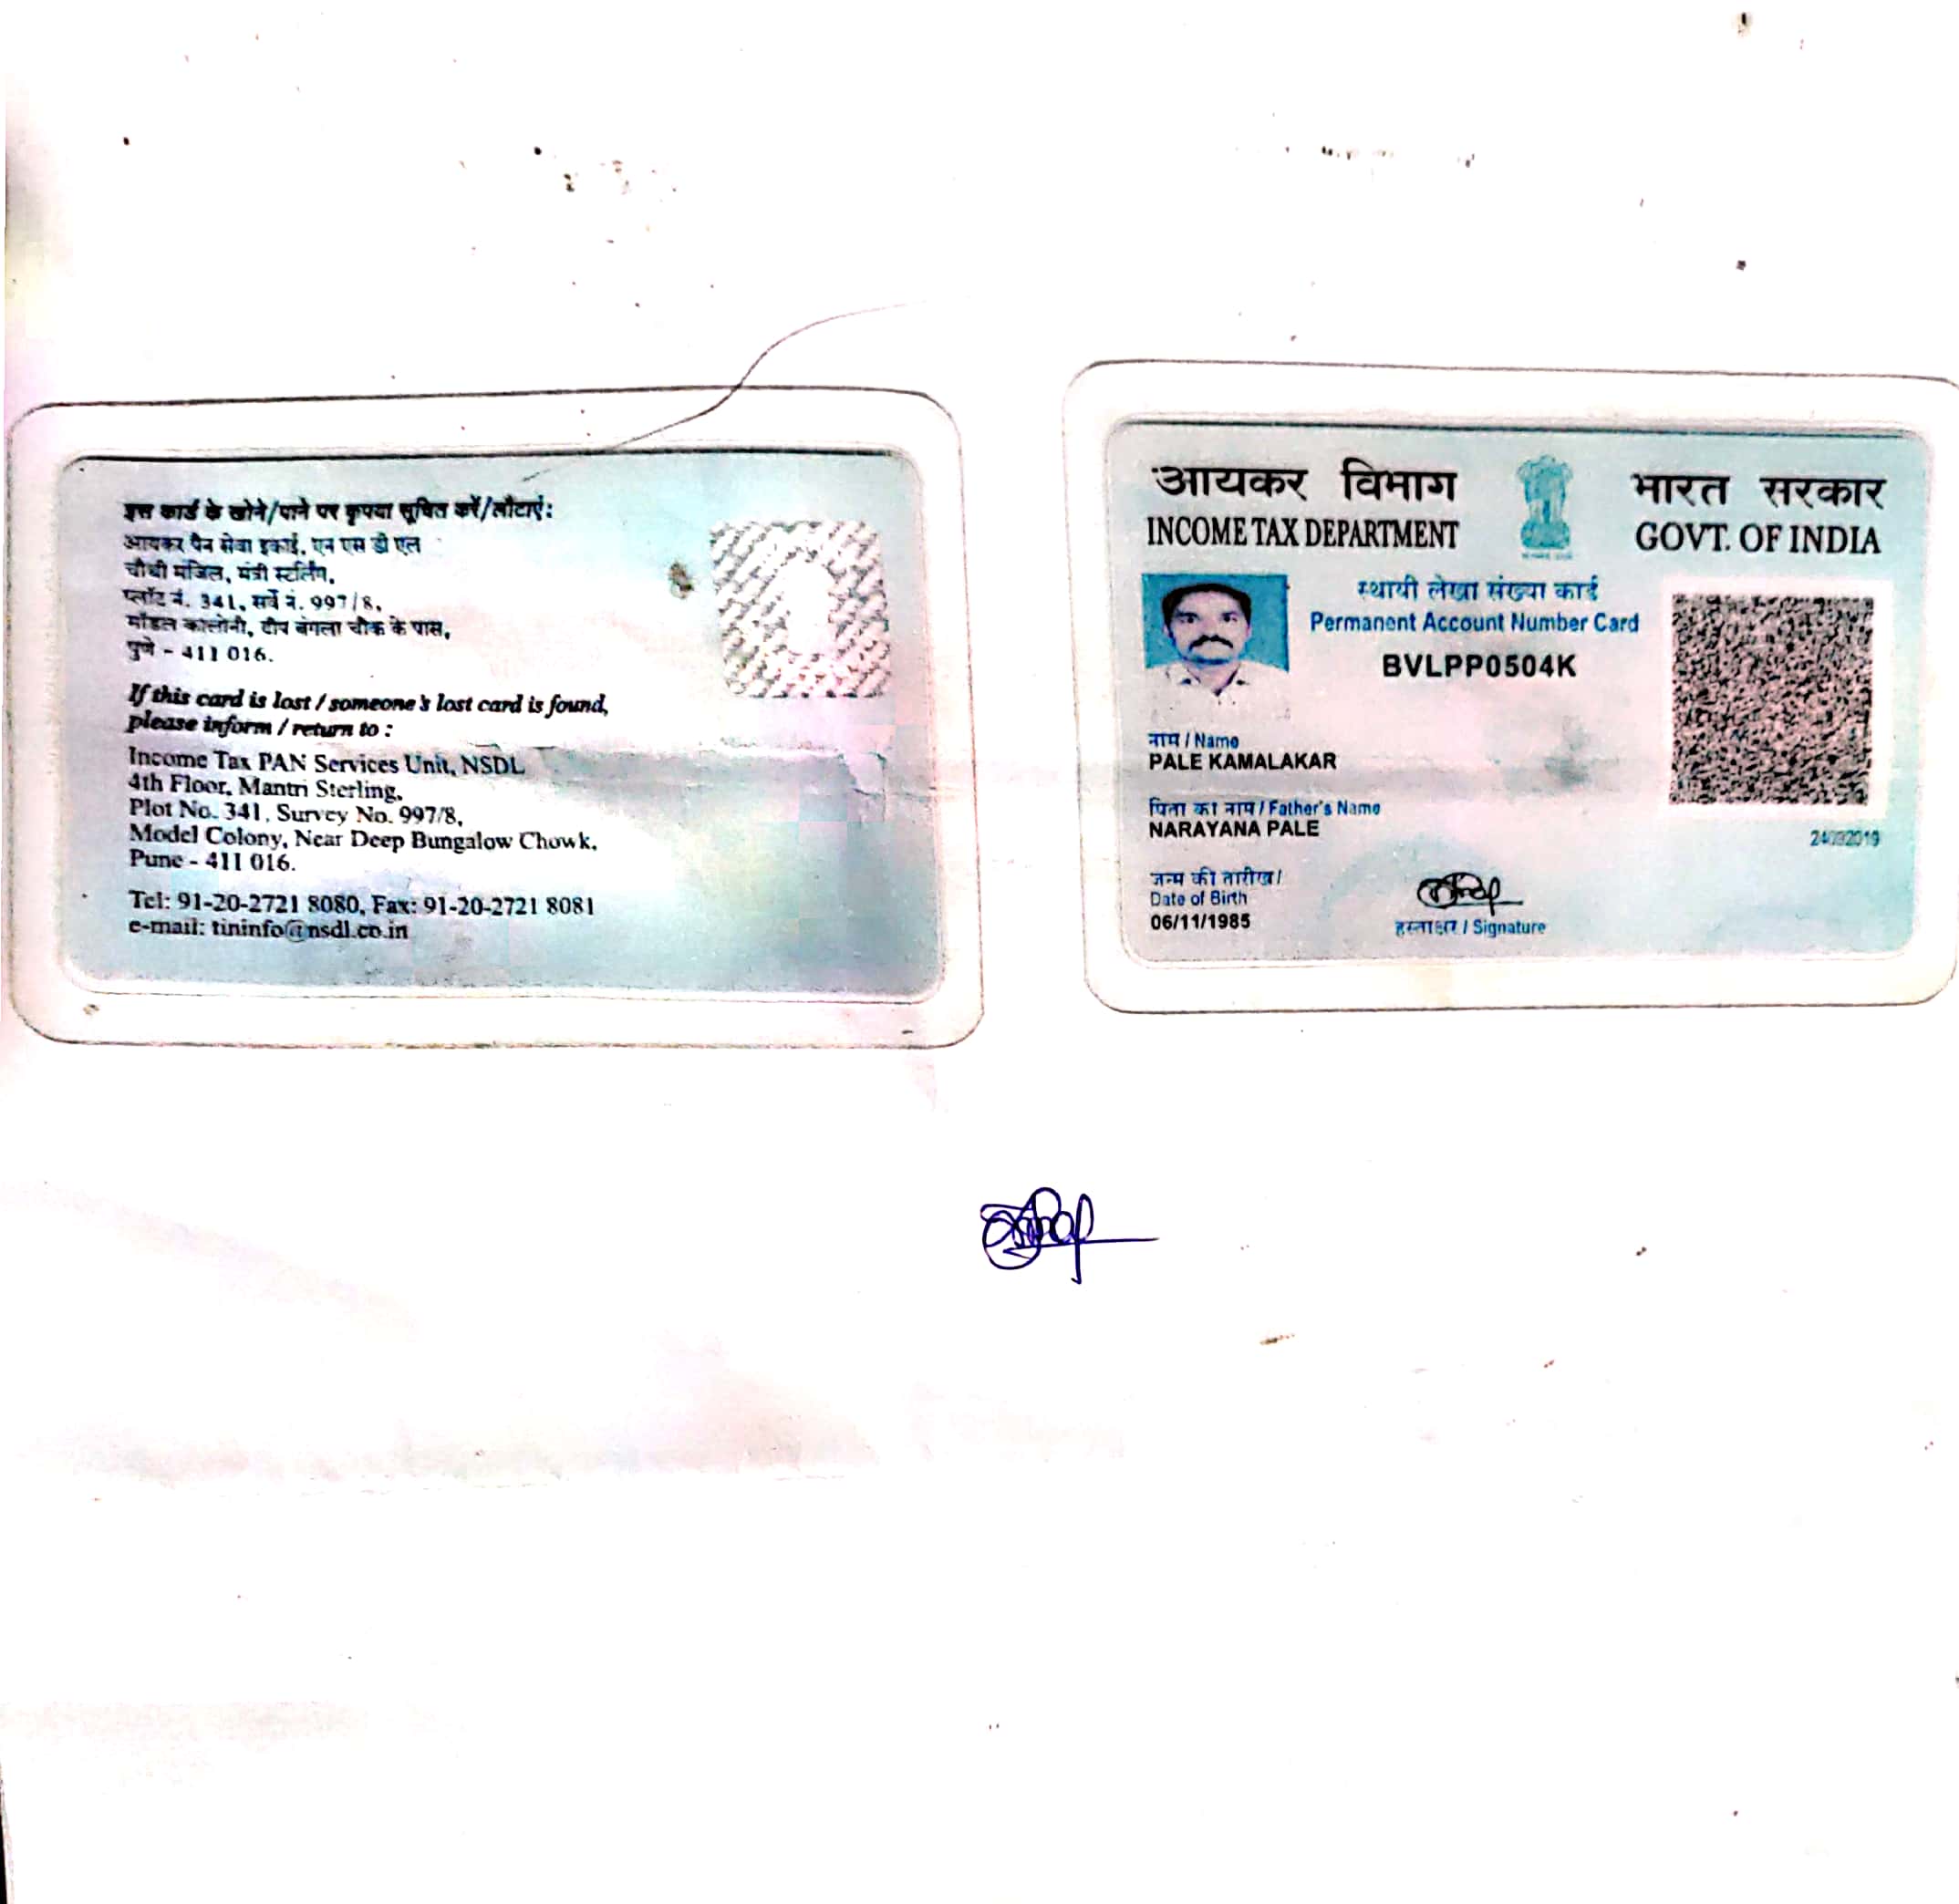 इस कार्ड के खोने/पाने पर कृपया सूचित करें/लौटाएं:
आयकर पैन सेवा इकाई, एन एस डी एल
चौथी मंजिल, मंत्री स्टर्लिंग,
प्लॉट नं. 341, सर्वे नं. 997/8,
मॉडल कालोनी, दीप बंगला चौक के पास,
पुणे - 411 016.
If this card is lost / someone's lost card is found,
please inform / return to :
Income Tax PAN Services Unit, NSDL
4th Floor, Mantri Sterling,
Plot No. 341, Survey No. 997/8,
Model Colony, Near Deep Bungalow Chowk,
Pune - 411 016.
Tel: 91-20-2721 8080, Fax: 91-20-2721 8081
e-mail: tininfo@nsdl.co.in
आयकर विभाग भारत सरकार
INCOME TAX DEPARTMENT GOVT. OF INDIA
स्थायी लेखा संख्या कार्ड
Permanent Account Number Card
BVLPP0504K
नाम / Name
PALE KAMALAKAR
पिता का नाम / Father's Name
NARAYANA PALE
जन्म की तारीख /
Date of Birth
06/11/1985
हस्ताक्षर / Signature